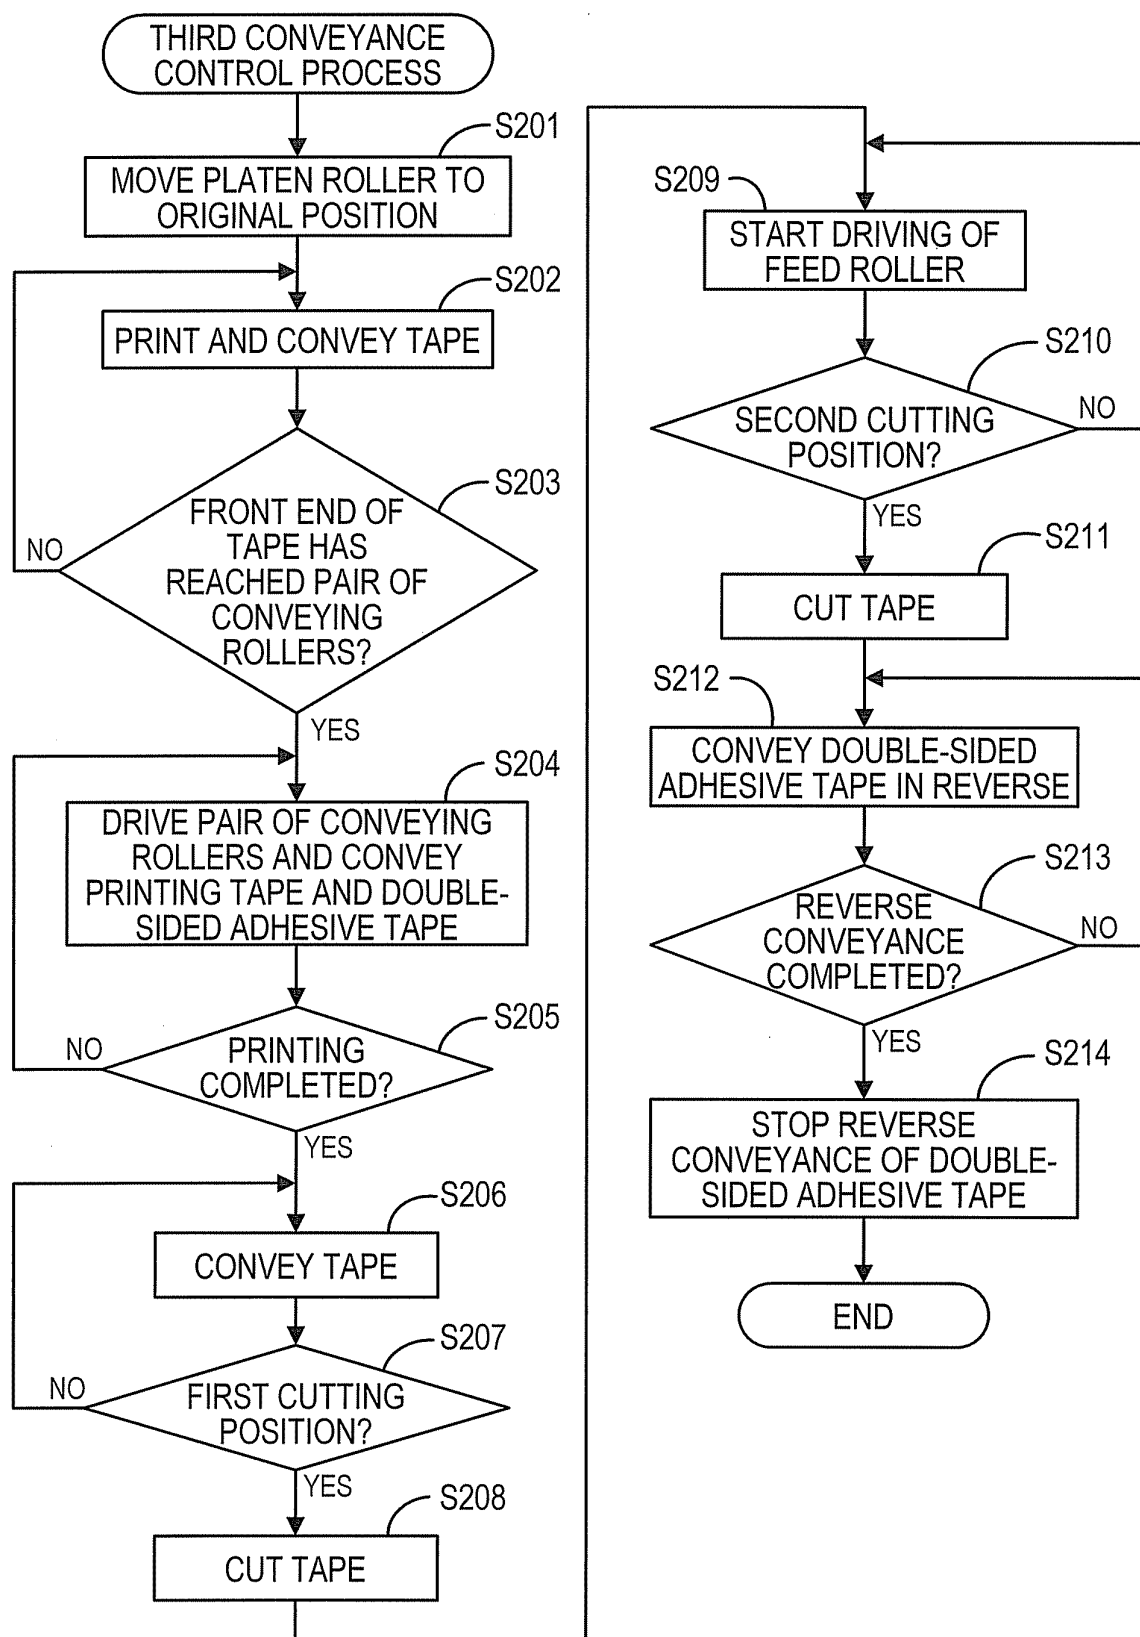 THIRD CONVEYANCE
CONTROL PROCESS
S201
MOVE PLATEN ROLLER TO
ORIGINAL POSITION
S202
PRINT AND CONVEY TAPE
S203
FRONT END OF
TAPE HAS
REACHED PAIR OF
CONVEYING
ROLLERS?
NO
YES
S204
DRIVE PAIR OF CONVEYING
ROLLERS AND CONVEY
PRINTING TAPE AND DOUBLE-
SIDED ADHESIVE TAPE
S205
PRINTING
COMPLETED?
NO
YES
S206
CONVEY TAPE
S207
FIRST CUTTING
POSITION?
NO
YES
S208
CUT TAPE
S209
START DRIVING OF
FEED ROLLER
S210
SECOND CUTTING
POSITION?
NO
YES
S211
CUT TAPE
S212
CONVEY DOUBLE-SIDED
ADHESIVE TAPE IN REVERSE
S213
REVERSE
CONVEYANCE
COMPLETED?
NO
YES
S214
STOP REVERSE
CONVEYANCE OF DOUBLE-
SIDED ADHESIVE TAPE
END